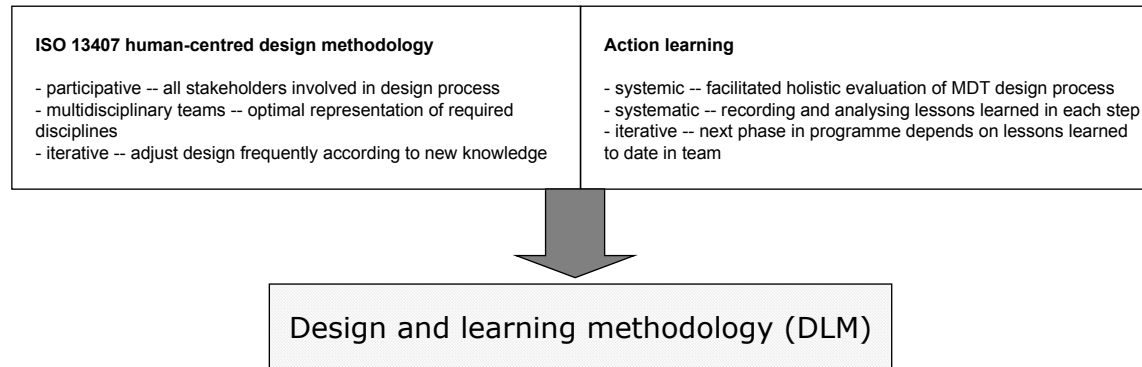 ISO 13407 human-centred design methodology
- participative -- all stakeholders involved in design process
- multidisciplinary teams -- optimal representation of required
disciplines
- iterative -- adjust design frequently according to new knowledge
Action learning
- systemic -- facilitated holistic evaluation of MDT design process
- systematic -- recording and analysing lessons learned in each step
- iterative -- next phase in programme depends on lessons learned
to date in team
Design and learning methodology (DLM)